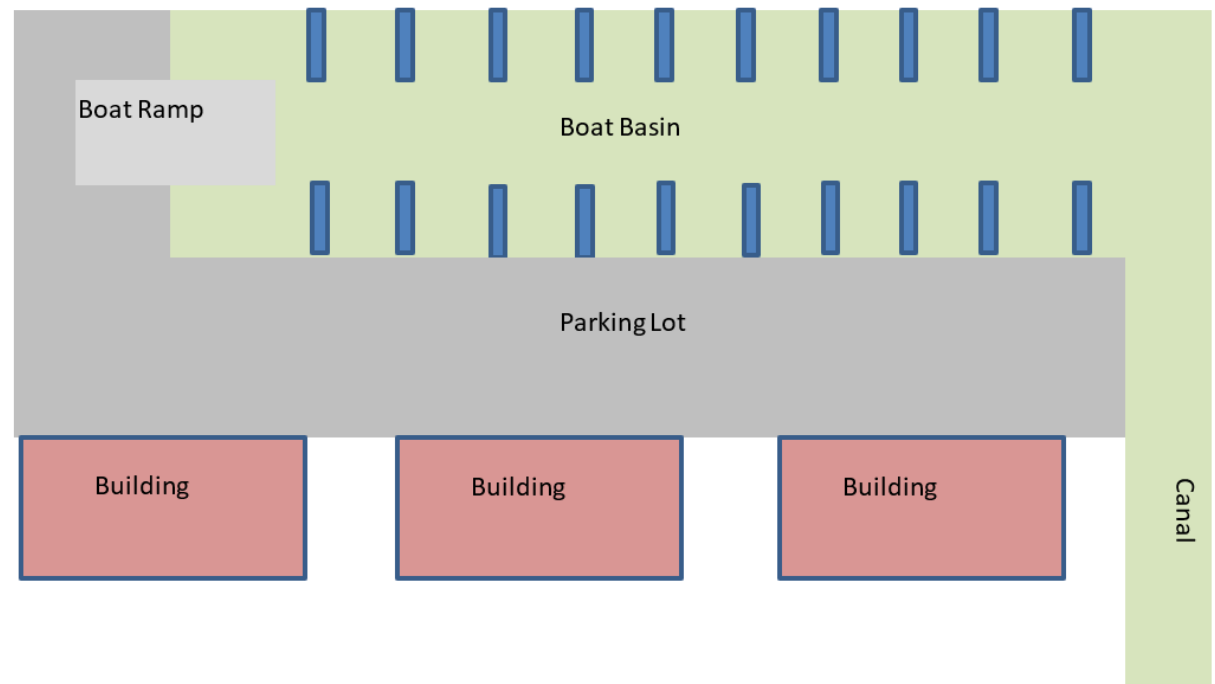 Boat Ramp
Boat Basin
Parking Lot
Building
Building
Building
Canal